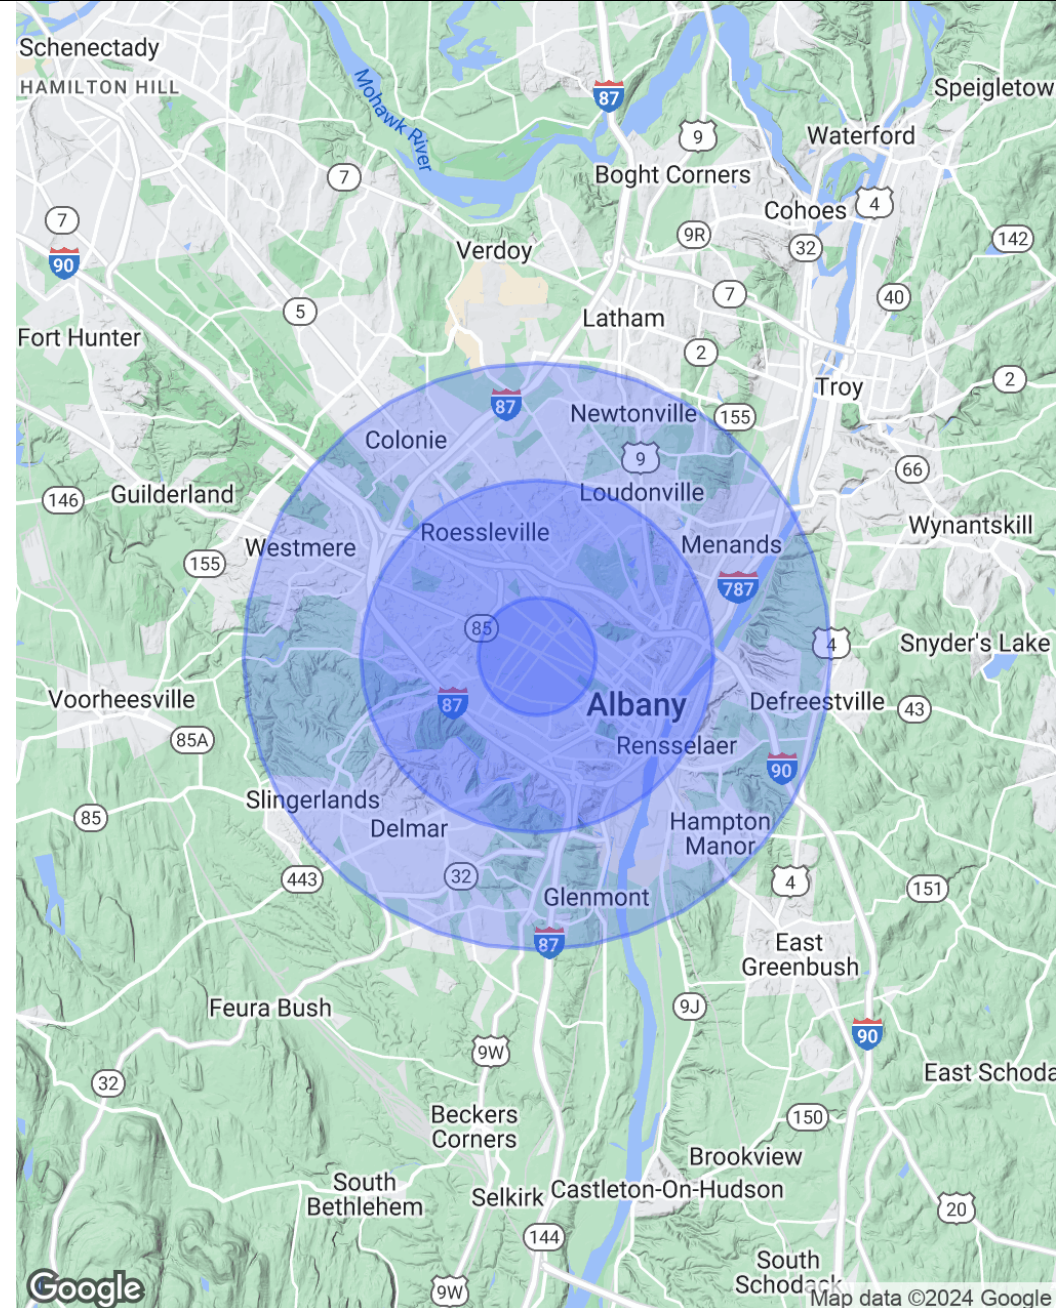 Schenectady
HAMILTON HILL
Mohawk River
87
9
Speigletow
Waterford
Boght Corners
7
4
Cohoes
7
9R
32
142
90
Verdoy
7
40
5
Latham
Fort Hunter
2
Troy
2
87
Newtonville
155
Colonie
9
66
146
Guilderland
Loudonville
Wynantskill
Roessleville
Westmere
Menands
155
787
85
4
Snyder's Lake
Voorheesville
87
Albany
Defreestville
43
85A
Rensselaer
90
Slingerlands
85
Delmar
Hampton
Manor
443
32
4
151
Glenmont
87
East
Greenbush
Feura Bush
9J
90
9W
East Schoda
32
Beckers
Corners
150
Brookview
South
Bethlehem
Selkirk
Castleton-On-Hudson
20
144
South
Schodack
9W
Google
Map data ©2024 Google